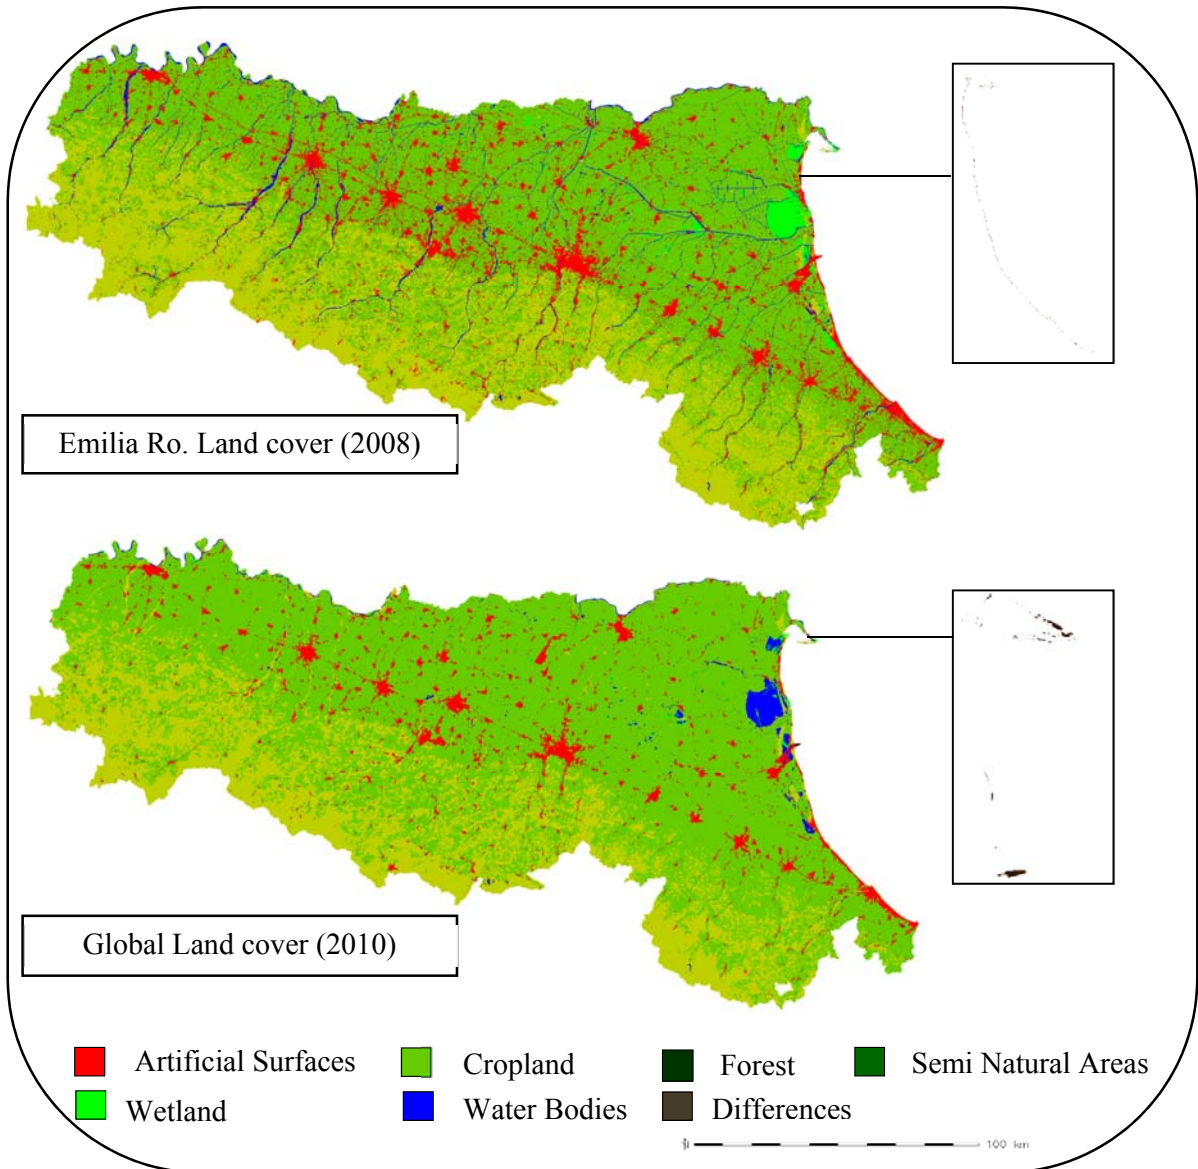 Emilia Ro. Land cover (2008)
Global Land cover (2010)
Artificial Surfaces
Cropland
Forest
Semi Natural Areas
Wetland
Water Bodies
Differences
100 km